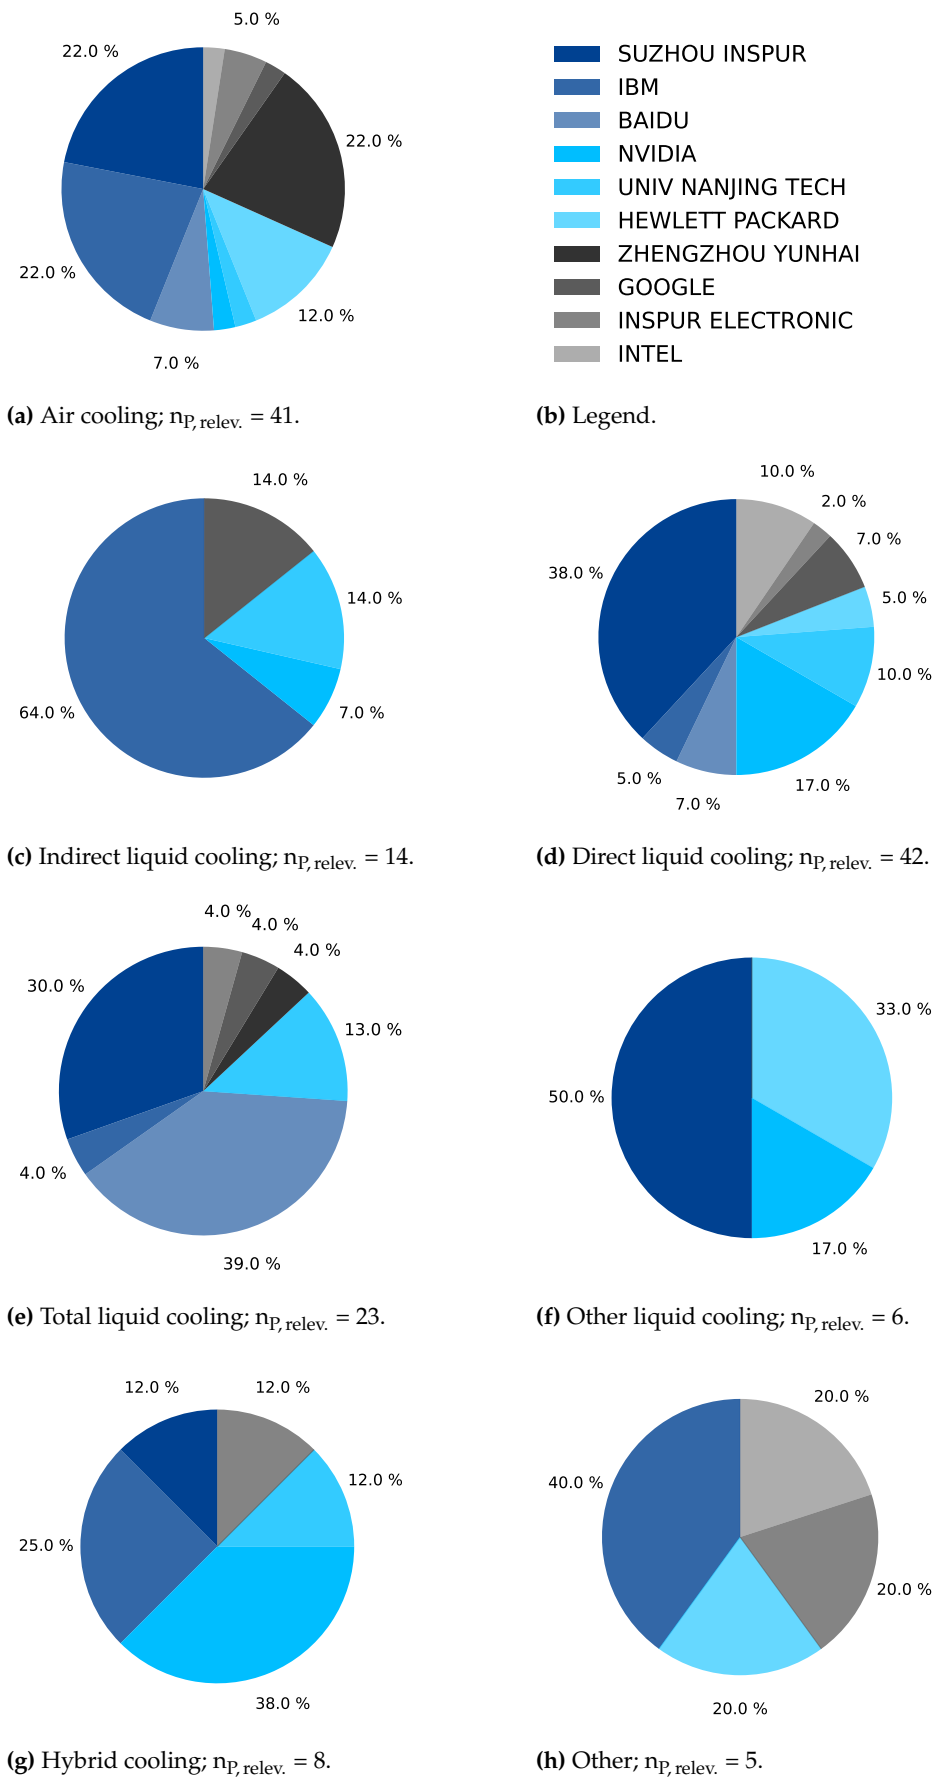 5.0 %
22.0 %
22.0 %
22.0 %
12.0 %
7.0 %
SUZHOU INSPUR
IBM
BAIDU
NVIDIA
UNIV NANJING TECH
HEWLETT PACKARD
ZHENGZHOU YUNHAI
GOOGLE
INSPUR ELECTRONIC
INTEL
(a) Air cooling; nP, relev. = 41.
(b) Legend.
14.0 %
14.0 %
64.0 %
7.0 %
10.0 %
2.0 %
7.0 %
38.0 %
5.0 %
10.0 %
5.0 %
17.0 %
7.0 %
(c) Indirect liquid cooling; nP, relev. = 14.
(d) Direct liquid cooling; nP, relev. = 42.
4.0 %
4.0 %
4.0 %
30.0 %
13.0 %
4.0 %
39.0 %
33.0 %
50.0 %
17.0 %
(e) Total liquid cooling; nP, relev. = 23.
(f) Other liquid cooling; nP, relev. = 6.
12.0 %
12.0 %
12.0 %
25.0 %
38.0 %
20.0 %
40.0 %
20.0 %
20.0 %
(g) Hybrid cooling; nP, relev. = 8.
(h) Other; nP, relev. = 5.